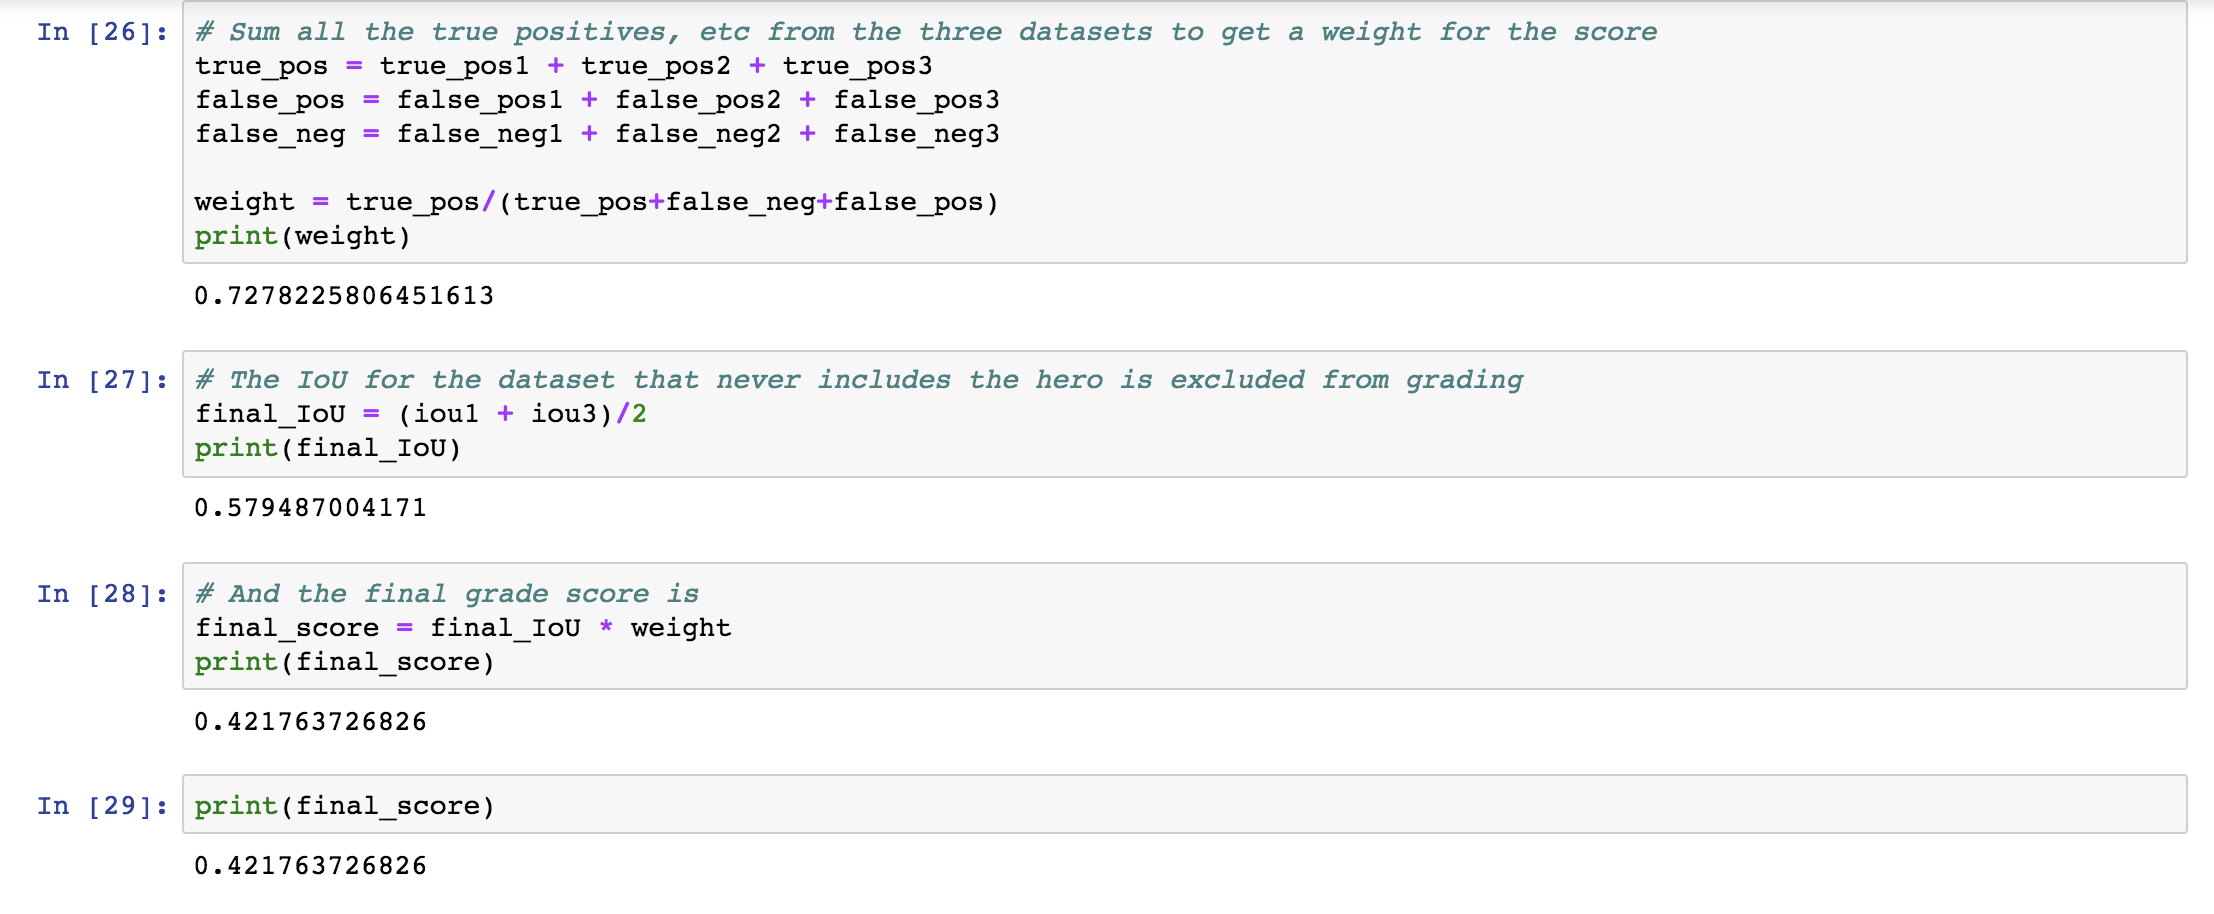 In [26]: # Sum all the true positives, etc from the three datasets to get a weight for the score
true_pos = true_pos1 + true_pos2 + true_pos3
false_pos = false_pos1 + false_pos2 + false_pos3
false_neg = false_neg1 + false_neg2 + false_neg3
weight = true_pos/(true_pos+false_neg+false_pos)
print(weight)
0.7278225806451613
In [27]: # The IoU for the dataset that never includes the hero is excluded from grading
final_IoU = (iou1 + iou3)/2
print(final_IoU)
0.579487004171
In [28]: # And the final grade score is
final_score = final_IoU * weight
print(final_score)
0.421763726826
In [29]: print(final_score)
0.421763726826